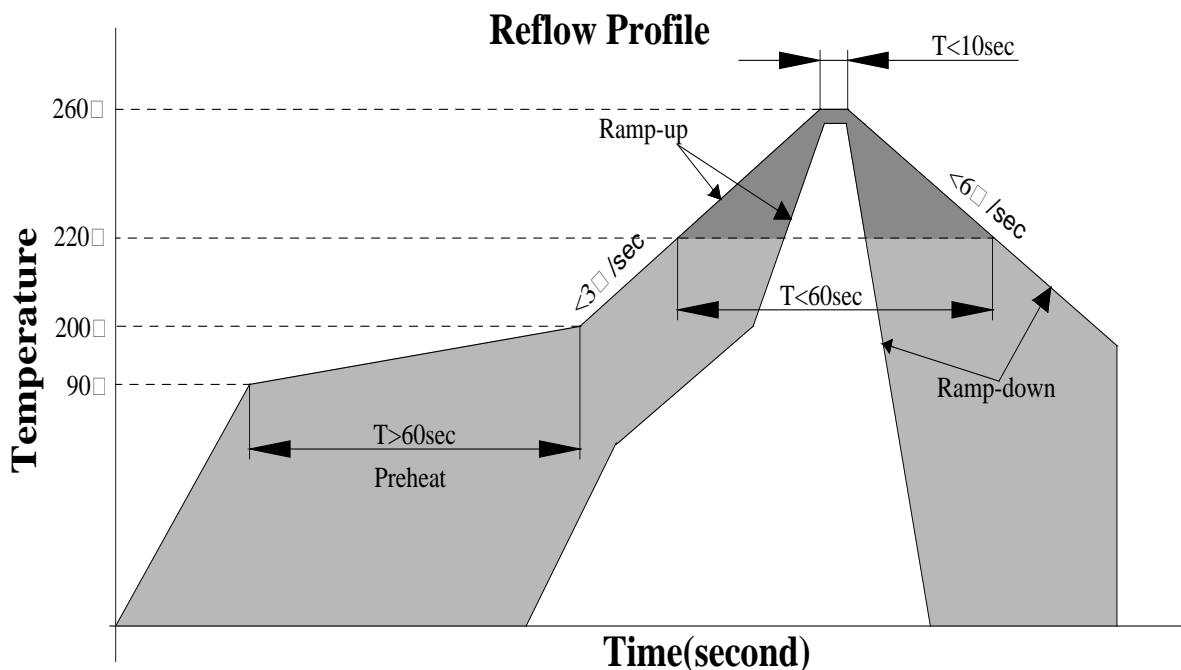 Reflow Profile
T<10sec
260□
Ramp-up
<6□/sec
220□
<3□/sec
T<60sec
200□
90□
Ramp-down
T>60sec
Preheat
Temperature
Time(second)